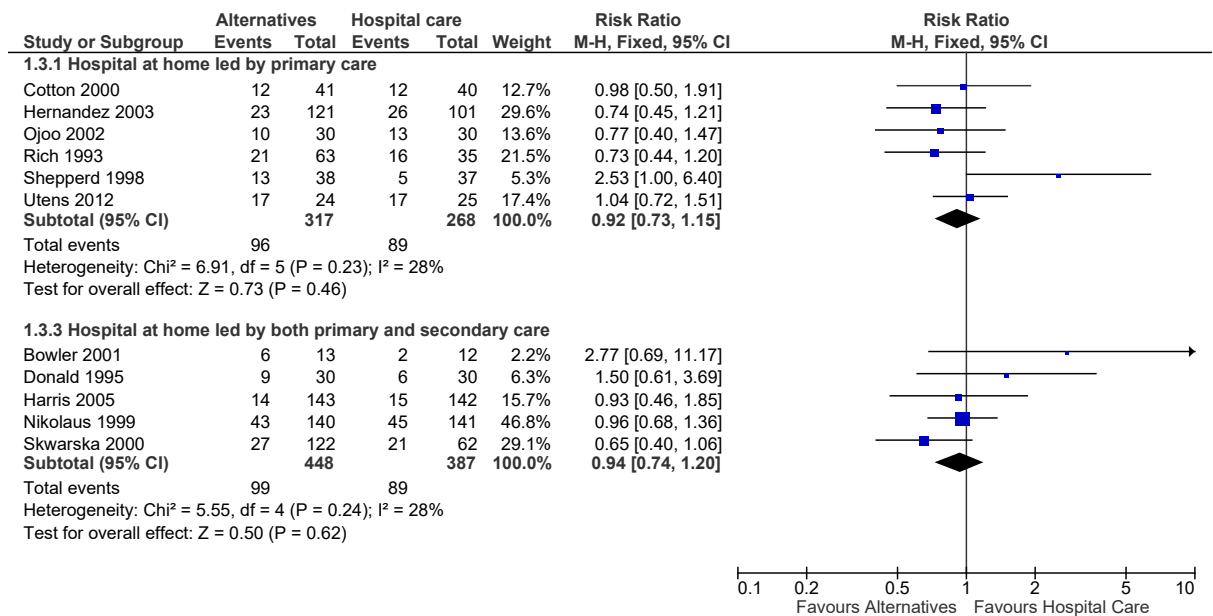 Alternatives Hospital care Risk Ratio Risk Ratio
Study or Subgroup Events Total Events Total Weight M-H, Fixed, 95% CI M-H, Fixed, 95% CI
1.3.1 Hospital at home led by primary care
Cotton 2000 12 41 12 40 12.7% 0.98 [0.50, 1.91]
Hernandez 2003 23 121 26 101 29.6% 0.74 [0.45, 1.21]
Ojoo 2002 10 30 13 30 13.6% 0.77 [0.40, 1.47]
Rich 1993 21 63 16 35 21.5% 0.73 [0.44, 1.20]
Shepperd 1998 13 38 5 37 5.3% 2.53 [1.00, 6.40]
Utens 2012 17 24 17 25 17.4% 1.04 [0.72, 1.51]
Subtotal (95% CI) 317 268 100.0% 0.92 [0.73, 1.15]
Total events 96 89
Heterogeneity: Chi² = 6.91, df = 5 (P = 0.23); I² = 28%
Test for overall effect: Z = 0.73 (P = 0.46)
1.3.3 Hospital at home led by both primary and secondary care
Bowler 2001 6 13 2 12 2.2% 2.77 [0.69, 11.17]
Donald 1995 9 30 6 30 6.3% 1.50 [0.61, 3.69]
Harris 2005 14 143 15 142 15.7% 0.93 [0.46, 1.85]
Nikolaus 1999 43 140 45 141 46.8% 0.96 [0.68, 1.36]
Skwarska 2000 27 122 21 62 29.1% 0.65 [0.40, 1.06]
Subtotal (95% CI) 448 387 100.0% 0.94 [0.74, 1.20]
Total events 99 89
Heterogeneity: Chi² = 5.55, df = 4 (P = 0.24); I² = 28%
Test for overall effect: Z = 0.50 (P = 0.62)
0.1 0.2 0.5 1 2 5 10
Favours Alternatives Favours Hospital Care